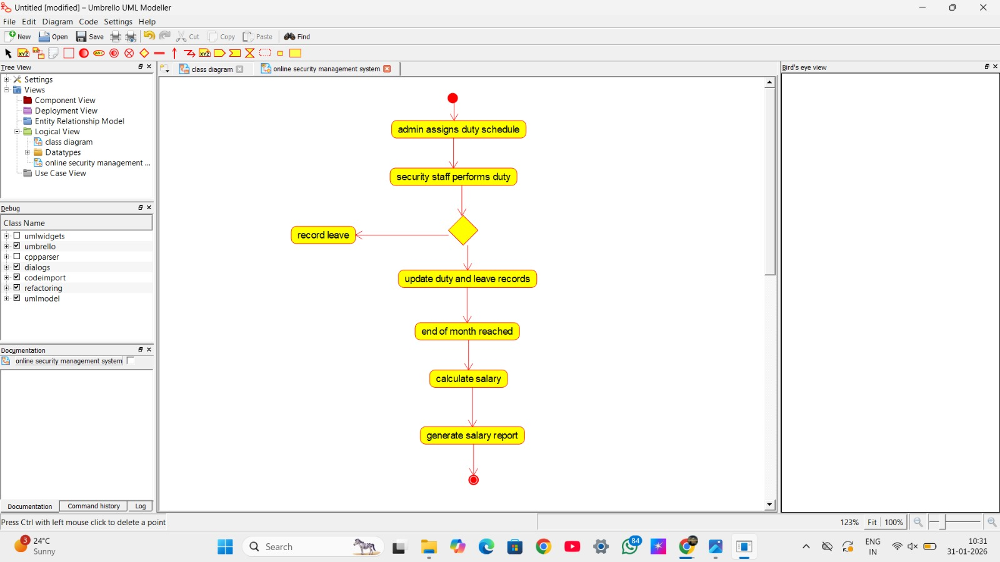 Untitled [modified] – Umbrello UML Modeller
File Edit Diagram Code Settings Help
New Open Save Cut Copy Paste Find
XYZ ABC XYZ
Tree View
class diagram
online security management system
Bird's eye view
Settings
Views
Component View
Deployment View
Entity Relationship Model
Logical View
class diagram
Datatypes
online security management ...
Use Case View
Debug
Class Name
umlwidgets
umbrello
cppparser
dialogs
codeimport
refactoring
umlmodel
Documentation
online security management system
Documentation Command history Log
admin assigns duty schedule
security staff performs duty
record leave
update duty and leave records
end of month reached
calculate salary
generate salary report
Press Ctrl with left mouse click to delete a point
123% Fit 100%
3
24°C
Sunny
Search
84
ENG
IN
10:31
31-01-2026